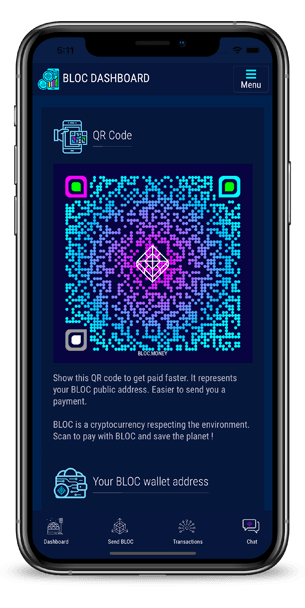 5:11
BLOC DASHBOARD
Menu
QR Code
BLOC.MONEY
Show this QR code to get paid faster. It represents
your BLOC public address. Easier to send you a
payment.
BLOC is a cryptocurrency respecting the environment.
Scan to pay with BLOC and save the planet !
Your BLOC wallet address
Dashboard
Send BLOC
Transactions
Chat